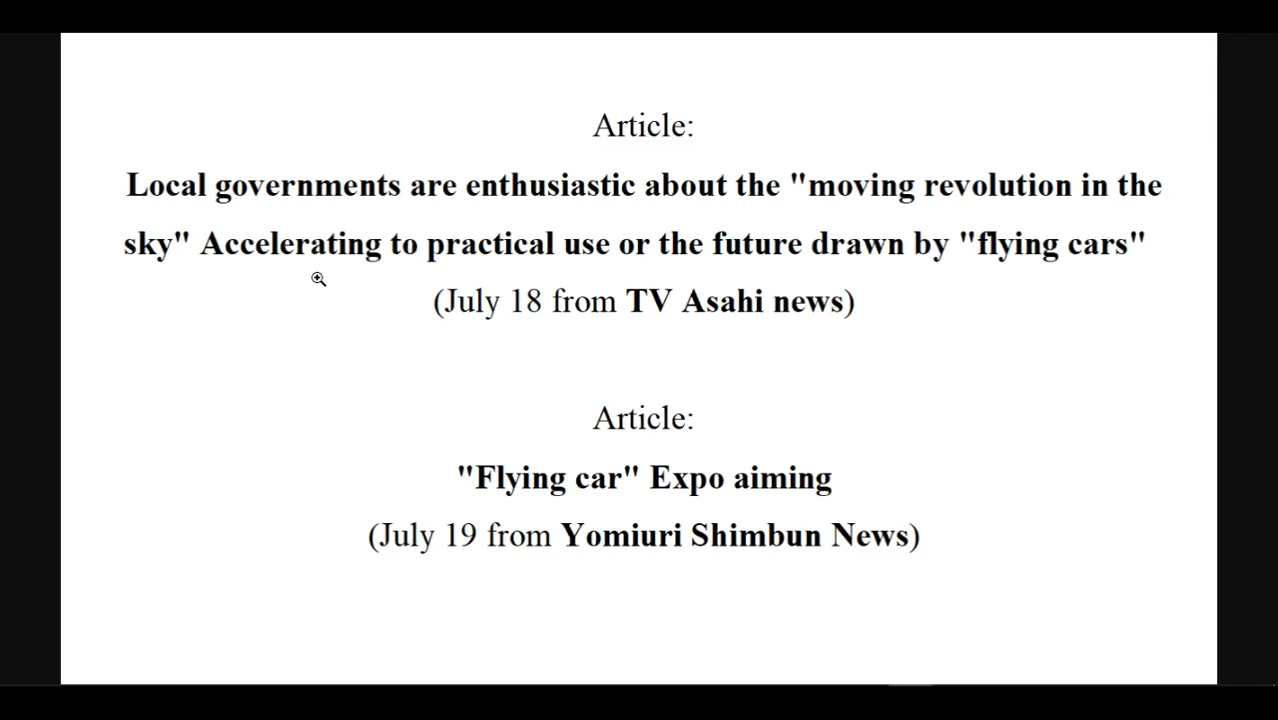 Article:
Local governments are enthusiastic about the "moving revolution in the
sky" Accelerating to practical use or the future drawn by "flying cars"
(July 18 from TV Asahi news)
Article:
"Flying car" Expo aiming
(July 19 from Yomiuri Shimbun News)